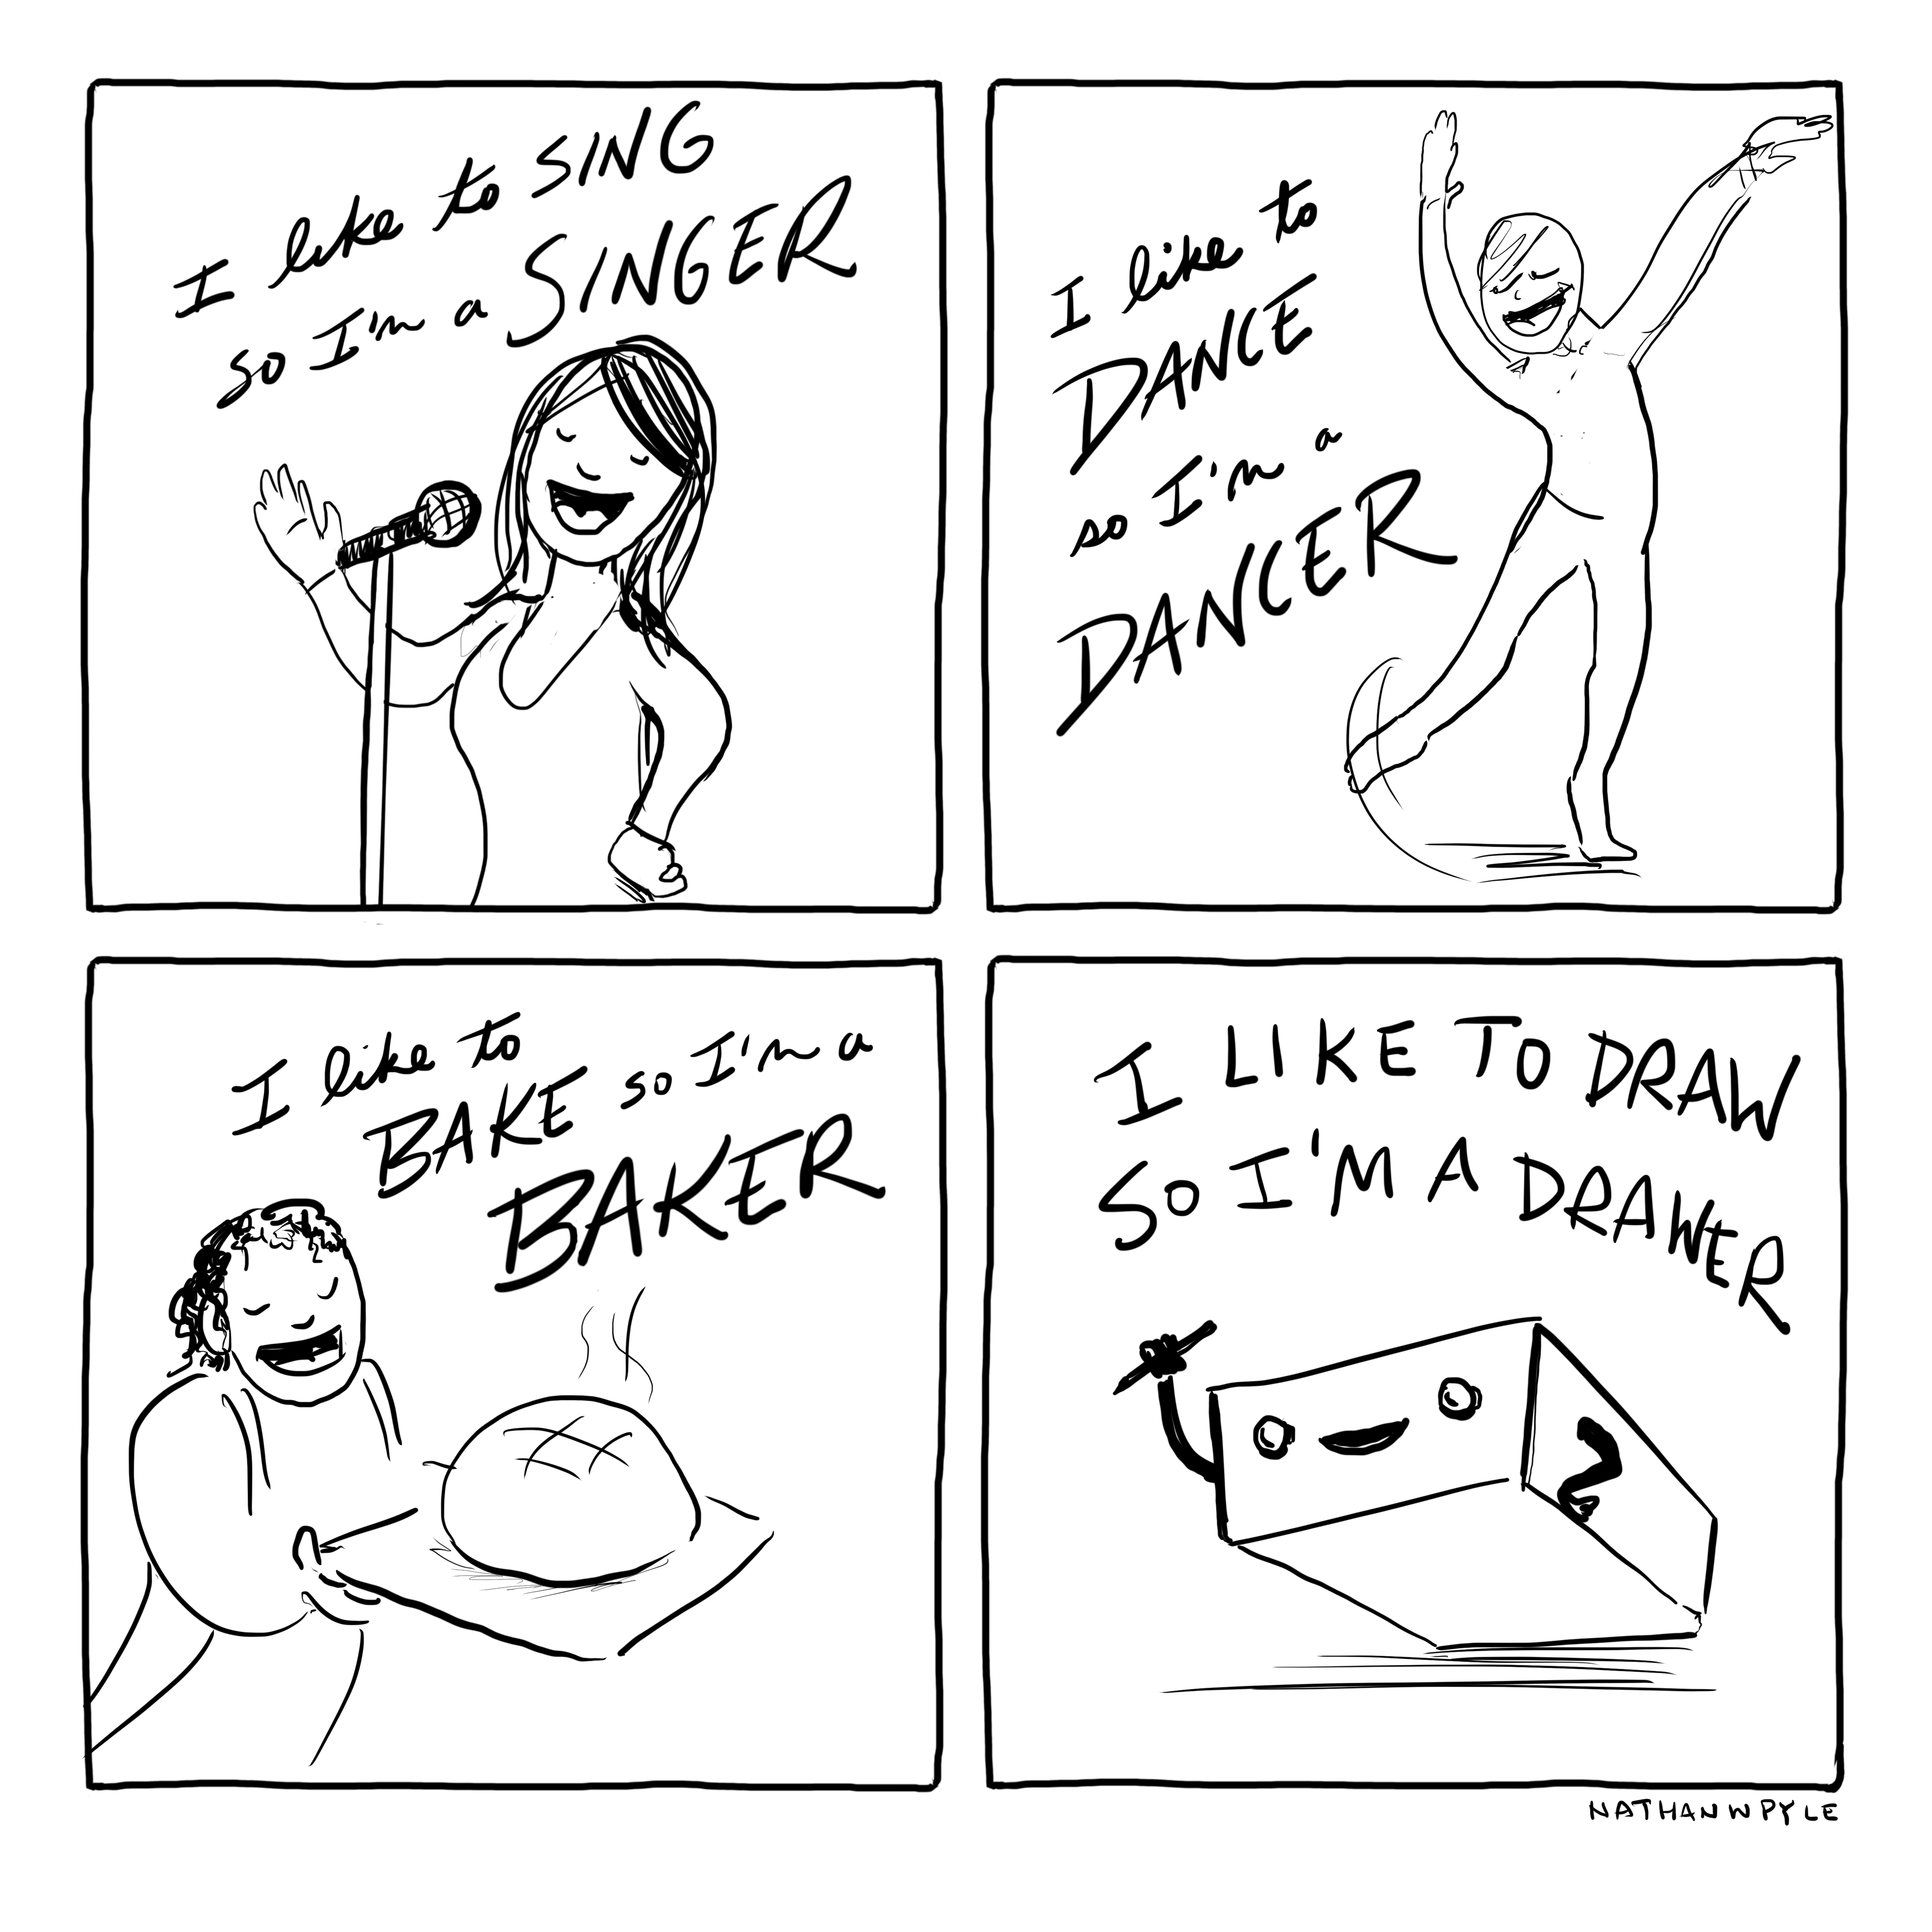 I like to SING
so I'm a SINGER
I like to
DANCE
so I'm a
DANCER
I like to
BAKE so I'm a
BAKER
I LIKE TO DRAW
SO I'M A DRAWER
NATHANWPYLE